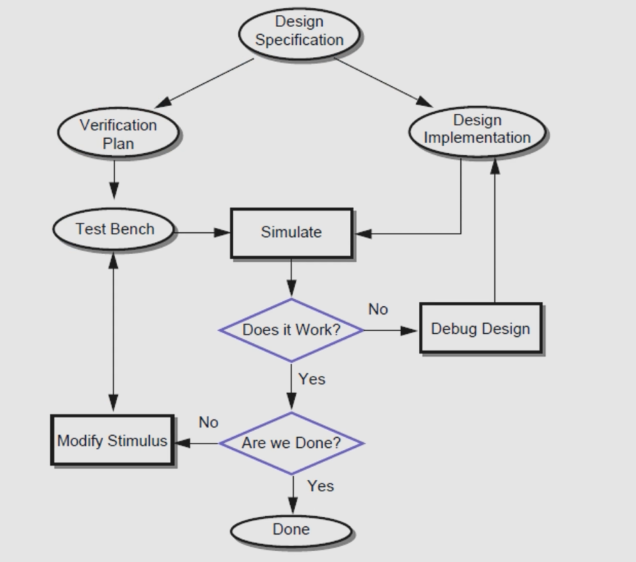 Design
Specification
Verification
Plan
Design
Implementation
Test Bench
Simulate
Does it Work?
No
Debug Design
Yes
Modify Stimulus
No
Are we Done?
Yes
Done